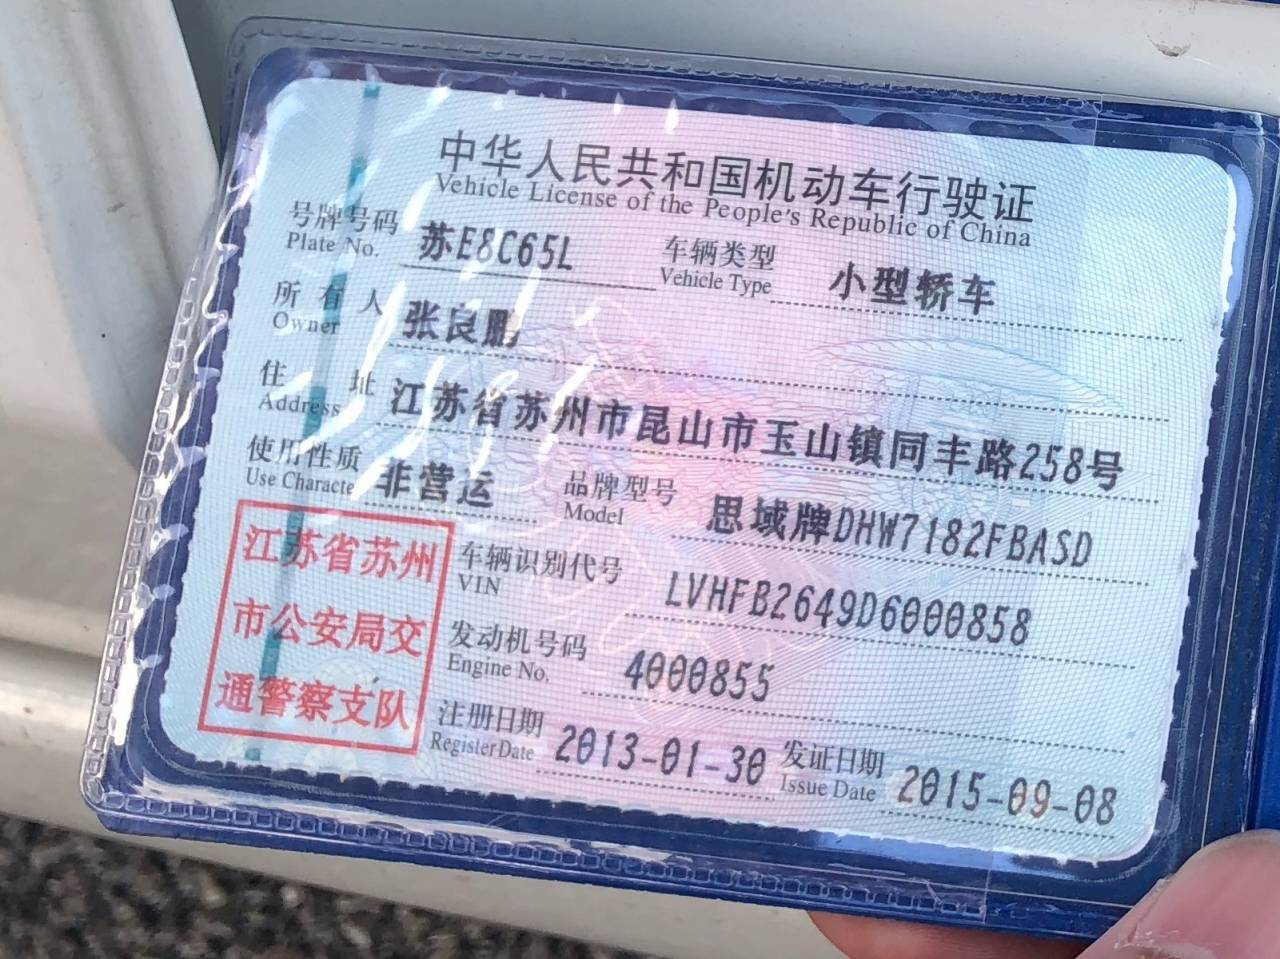 中华人民共和国机动车行驶证
Vehicle License of the People's Republic of China
号牌号码 苏E8C65L 车辆类型 小型轿车
Plate No. Vehicle Type
所有人 张良鹏
Owner
住址 江苏省苏州市昆山市玉山镇同丰路258号
Address
使用性质 非营运 品牌型号 思域牌DHW7182FBASD
Use Characte Model
江苏省苏州
市公安局交
通警察支队
车辆识别代号 LVHFB2649D6000858
VIN
发动机号码 4000855
Engine No.
注册日期 2013-01-30 发证日期 2015-09-08
Register Date Issue Date